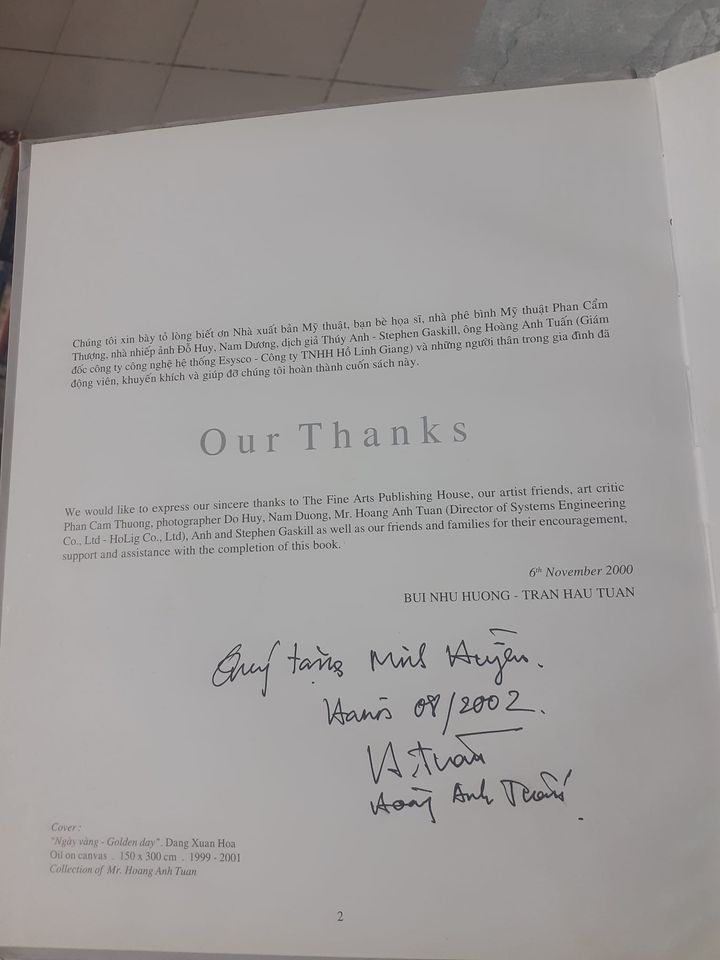 Chúng tôi xin bày tỏ lòng biết ơn Nhà xuất bản Mỹ thuật, bạn bè họa sĩ, nhà phê bình Mỹ thuật Phan Cẩm
Thượng, nhà nhiếp ảnh Đỗ Huy, Nam Dương, dịch giả Thúy Anh - Stephen Gaskill, ông Hoàng Anh Tuấn (Giám
đốc công ty công nghệ hệ thống Esysco - Công ty TNHH Hồ Linh Giang) và những người thân trong gia đình đã
động viên, khuyến khích và giúp đỡ chúng tôi hoàn thành cuốn sách này.
Our Thanks
We would like to express our sincere thanks to The Fine Arts Publishing House, our artist friends, art critic
Phan Cam Thuong, photographer Do Huy, Nam Duong, Mr. Hoang Anh Tuan (Director of Systems Engineering
Co., Ltd - HoLig Co., Ltd), Anh and Stephen Gaskill as well as our friends and families for their encouragement,
support and assistance with the completion of this book.
6th November 2000
BUI NHU HUONG - TRAN HAU TUAN
Quý tặng Minh Huyền.
Hanoi 08/2002.
HATuấn
Hoàng Anh Tuấn.
Cover :
"Ngày vàng - Golden day". Dang Xuan Hoa
Oil on canvas . 150 x 300 cm . 1999 - 2001
Collection of Mr. Hoang Anh Tuan
2